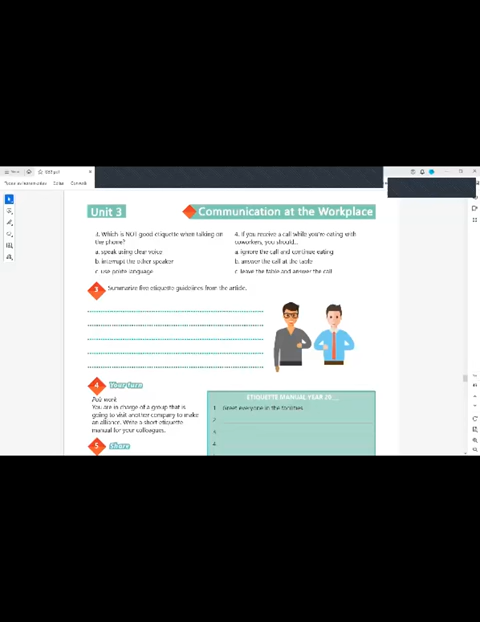 Unit 3
Communication at the Workplace
3. Which is NOT good etiquette when talking on
the phone?
a. speak using clear voice
b. interrupt the other speaker
c. use polite language
4. If you receive a call while you're eating with
coworkers, you should...
a. ignore the call and continue eating
b. answer the call at the table
c. leave the table and answer the call
3
Summarize five etiquette guidelines from the article.
4
Your turn
Pair work
You are in charge of a group that is
going to visit another company to make
an alliance. Write a short etiquette
manual for your colleagues.
ETIQUETTE MANUAL YEAR 20__
1. Greet everyone in the facilities.
2.
3.
4.
5
Share